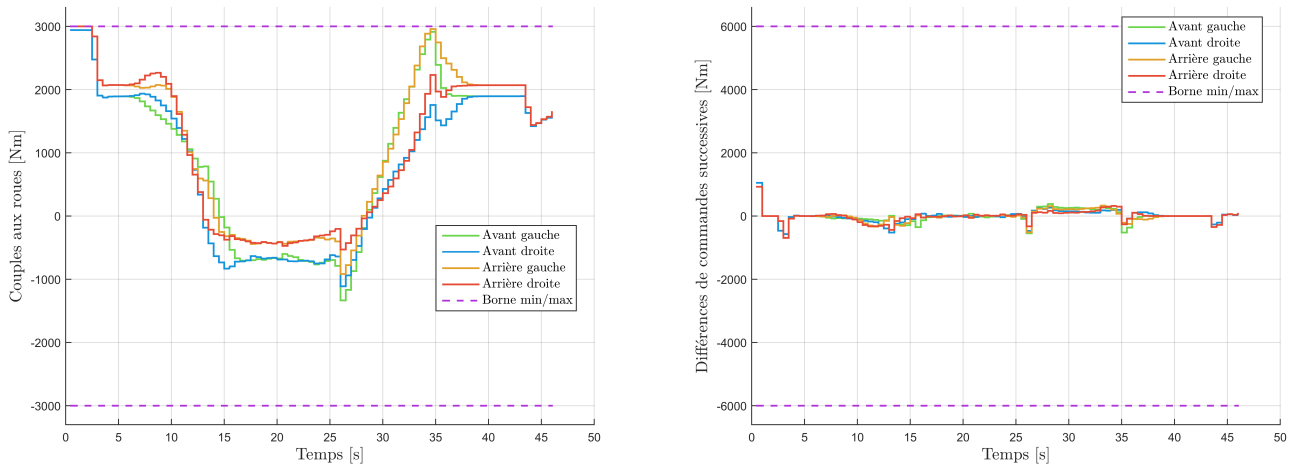 Couples aux roues [Nm]
3000
2000
1000
0
-1000
-2000
-3000
Avant gauche
Avant droite
Arrière gauche
Arrière droite
Borne min/max
0 5 10 15 20 25 30 35 40 45 50
Temps [s]
Différences de commandes successives [Nm]
6000
4000
2000
0
-2000
-4000
-6000
Avant gauche
Avant droite
Arrière gauche
Arrière droite
Borne min/max
0 5 10 15 20 25 30 35 40 45 50
Temps [s]